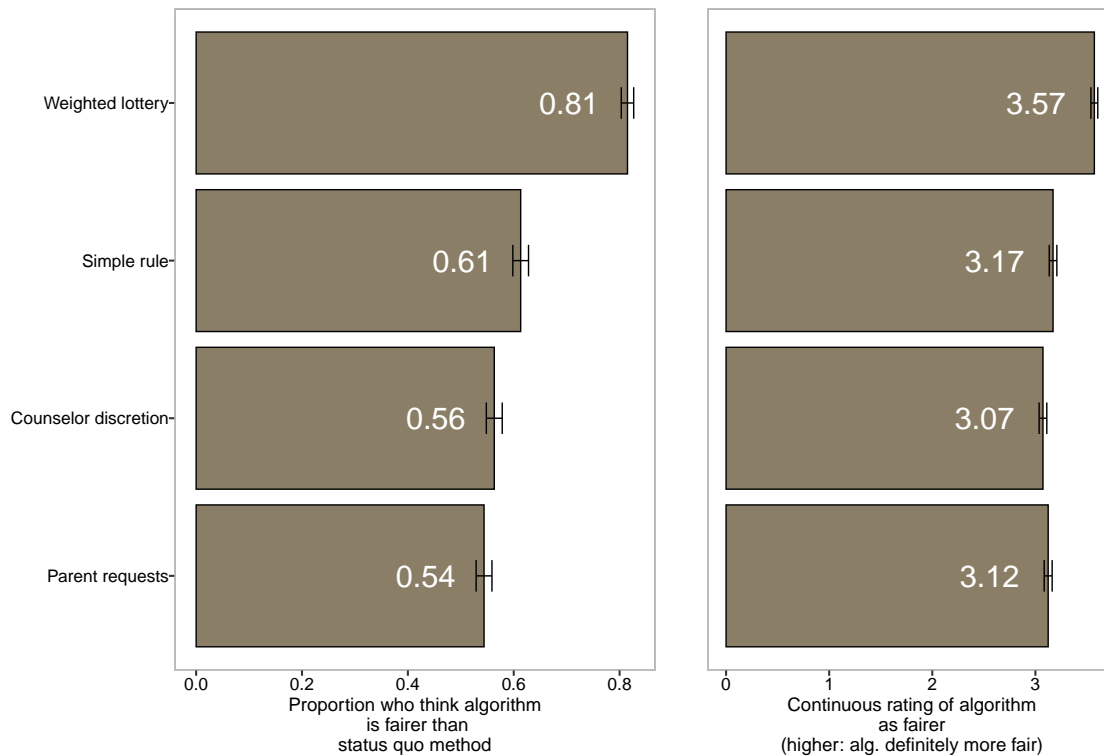 Weighted lottery
0.81
3.57
Simple rule
0.61
3.17
Counselor discretion
0.56
3.07
Parent requests
0.54
3.12
0.0 0.2 0.4 0.6 0.8
0 1 2 3
Proportion who think algorithm
is fairer than
status quo method
Continuous rating of algorithm
as fairer
(higher: alg. definitely more fair)